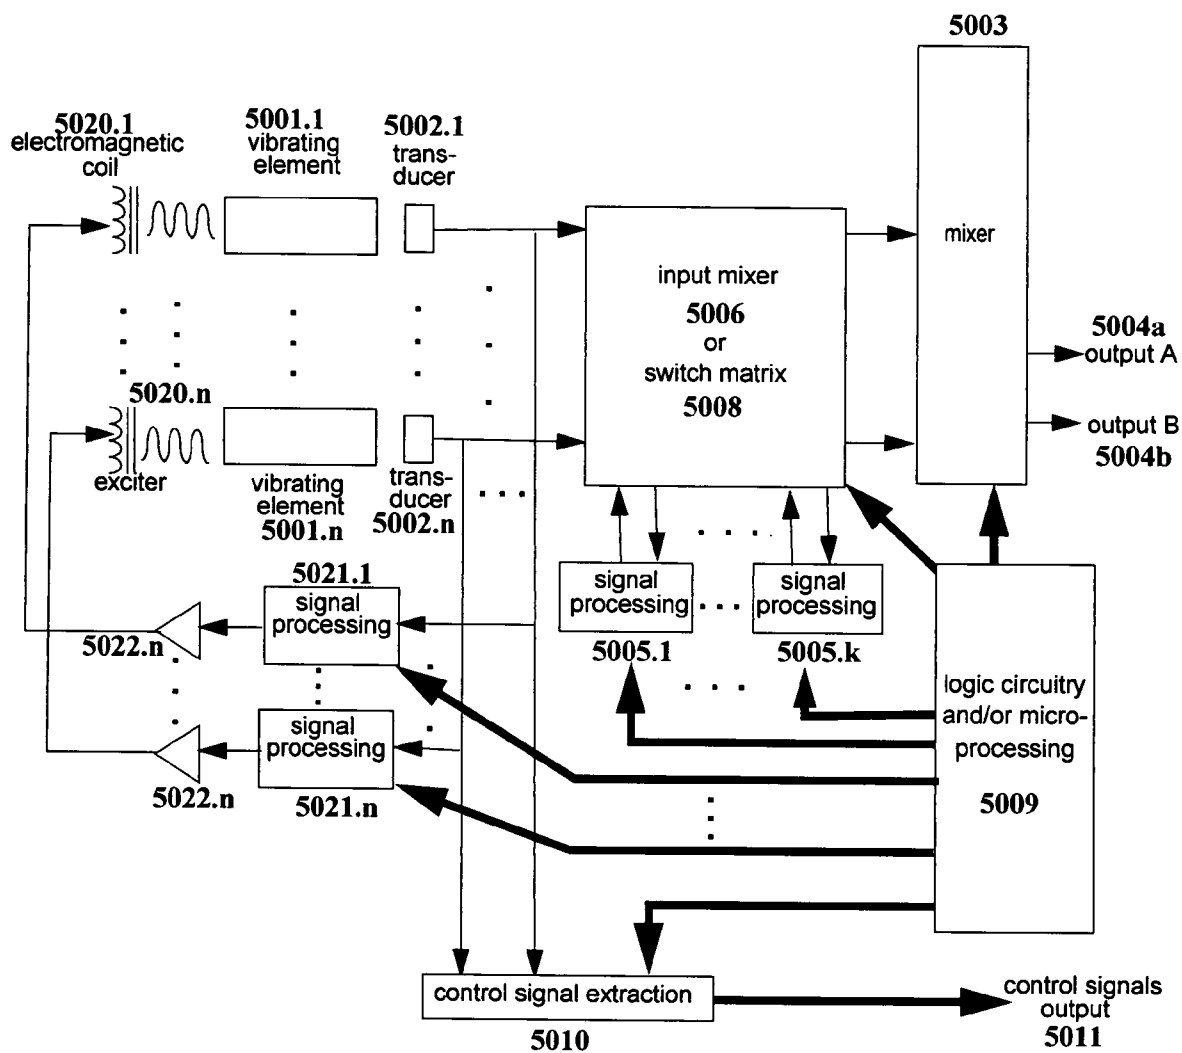 5003
5020.1
electromagnetic
coil
5001.1
vibrating
element
5002.1
trans-
ducer
mixer
input mixer
5006
or
switch matrix
5008
5004a
output A
output B
5004b
5020.n
exciter
vibrating
element
5001.n
trans-
ducer
5002.n
5021.1
signal
processing
5022.n
signal
processing
5005.1
signal
processing
5005.k
signal
processing
5021.n
5022.n
logic circuitry
and/or micro-
processing
5009
control signal extraction
5010
control signals
output
5011